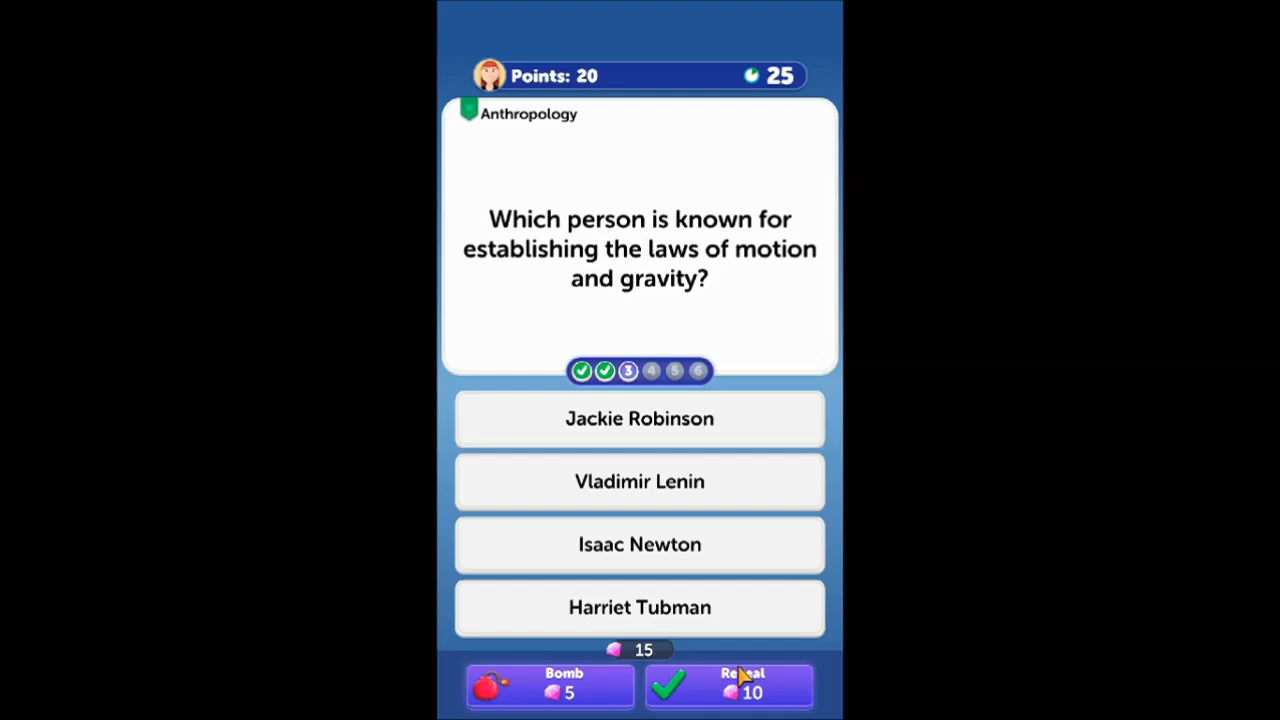 Points: 20
25
Anthropology
Which person is known for
establishing the laws of motion
and gravity?
3 4 5 6
Jackie Robinson
Vladimir Lenin
Isaac Newton
Harriet Tubman
15
Bomb
5
Reveal
10